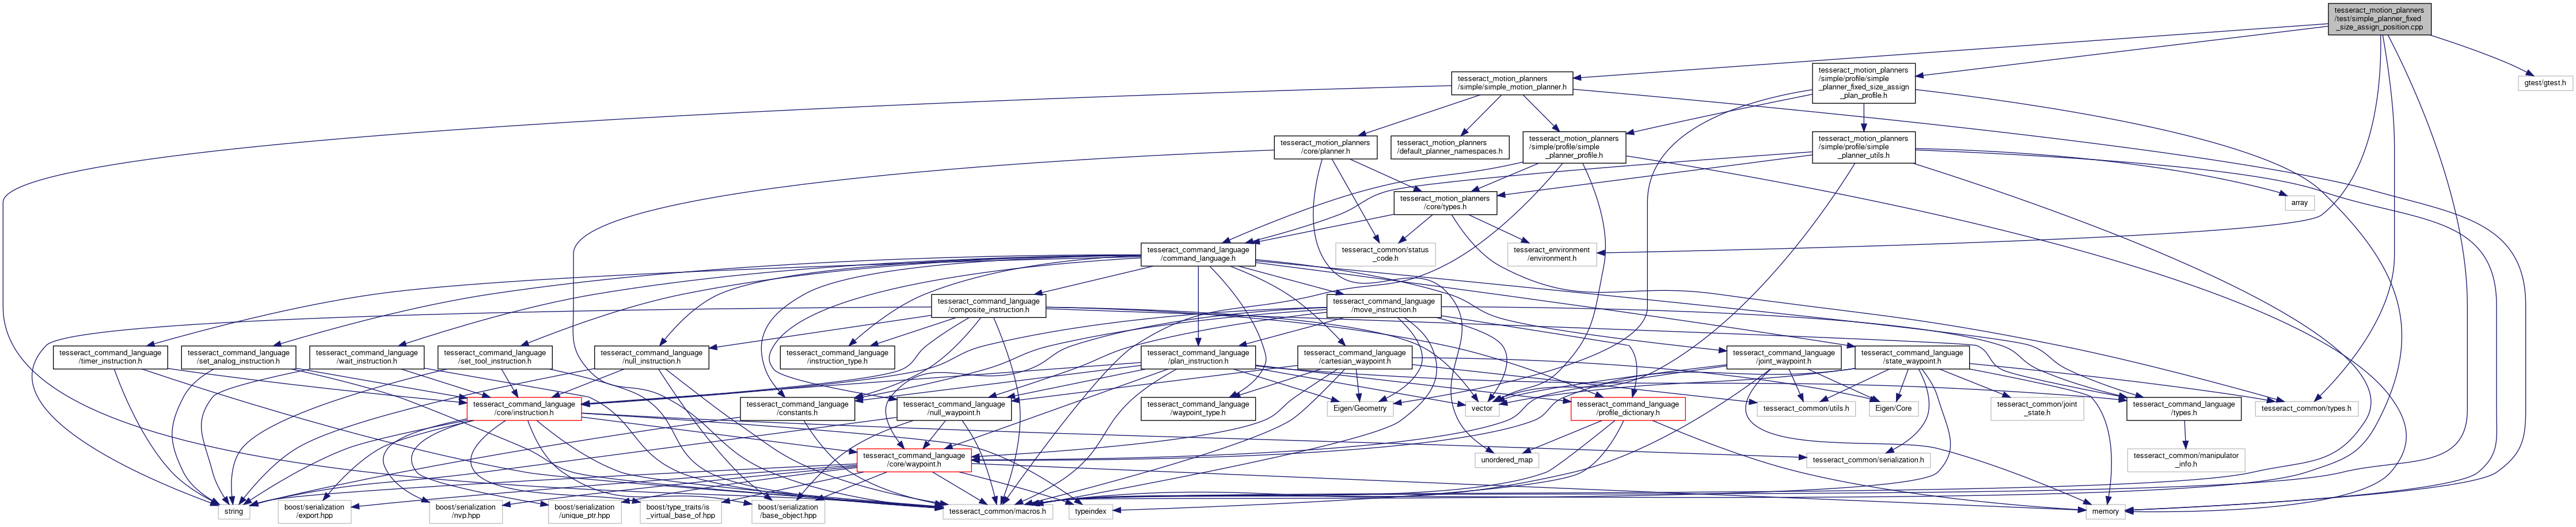 tesseract_motion_planners
/test/simple_planner_fixed
_size_assign_position.cpp
tesseract_motion_planners
/simple/simple_motion_planner.h
tesseract_motion_planners
/simple/profile/simple
_planner_fixed_size_assign
_plan_profile.h
gtest/gtest.h
tesseract_motion_planners
/core/planner.h
tesseract_motion_planners
/default_planner_namespaces.h
tesseract_motion_planners
/simple/profile/simple
_planner_profile.h
tesseract_motion_planners
/simple/profile/simple
_planner_utils.h
tesseract_motion_planners
/core/types.h
array
tesseract_command_language
/command_language.h
tesseract_common/status
_code.h
tesseract_environment
/environment.h
tesseract_command_language
/composite_instruction.h
tesseract_command_language
/move_instruction.h
tesseract_command_language
/timer_instruction.h
tesseract_command_language
/set_analog_instruction.h
tesseract_command_language
/wait_instruction.h
tesseract_command_language
/set_tool_instruction.h
tesseract_command_language
/null_instruction.h
tesseract_command_language
/instruction_type.h
tesseract_command_language
/plan_instruction.h
tesseract_command_language
/cartesian_waypoint.h
tesseract_command_language
/joint_waypoint.h
tesseract_command_language
/state_waypoint.h
tesseract_command_language
/core/instruction.h
tesseract_command_language
/constants.h
tesseract_command_language
/null_waypoint.h
tesseract_command_language
/waypoint_type.h
Eigen/Geometry
vector
tesseract_command_language
/profile_dictionary.h
tesseract_common/utils.h
Eigen/Core
tesseract_common/joint
_state.h
tesseract_command_language
/types.h
tesseract_common/types.h
tesseract_command_language
/core/waypoint.h
unordered_map
tesseract_common/serialization.h
tesseract_common/manipulator
_info.h
string
boost/serialization
/export.hpp
boost/serialization
/nvp.hpp
boost/serialization
/unique_ptr.hpp
boost/type_traits/is
_virtual_base_of.hpp
boost/serialization
/base_object.hpp
tesseract_common/macros.h
typeindex
memory